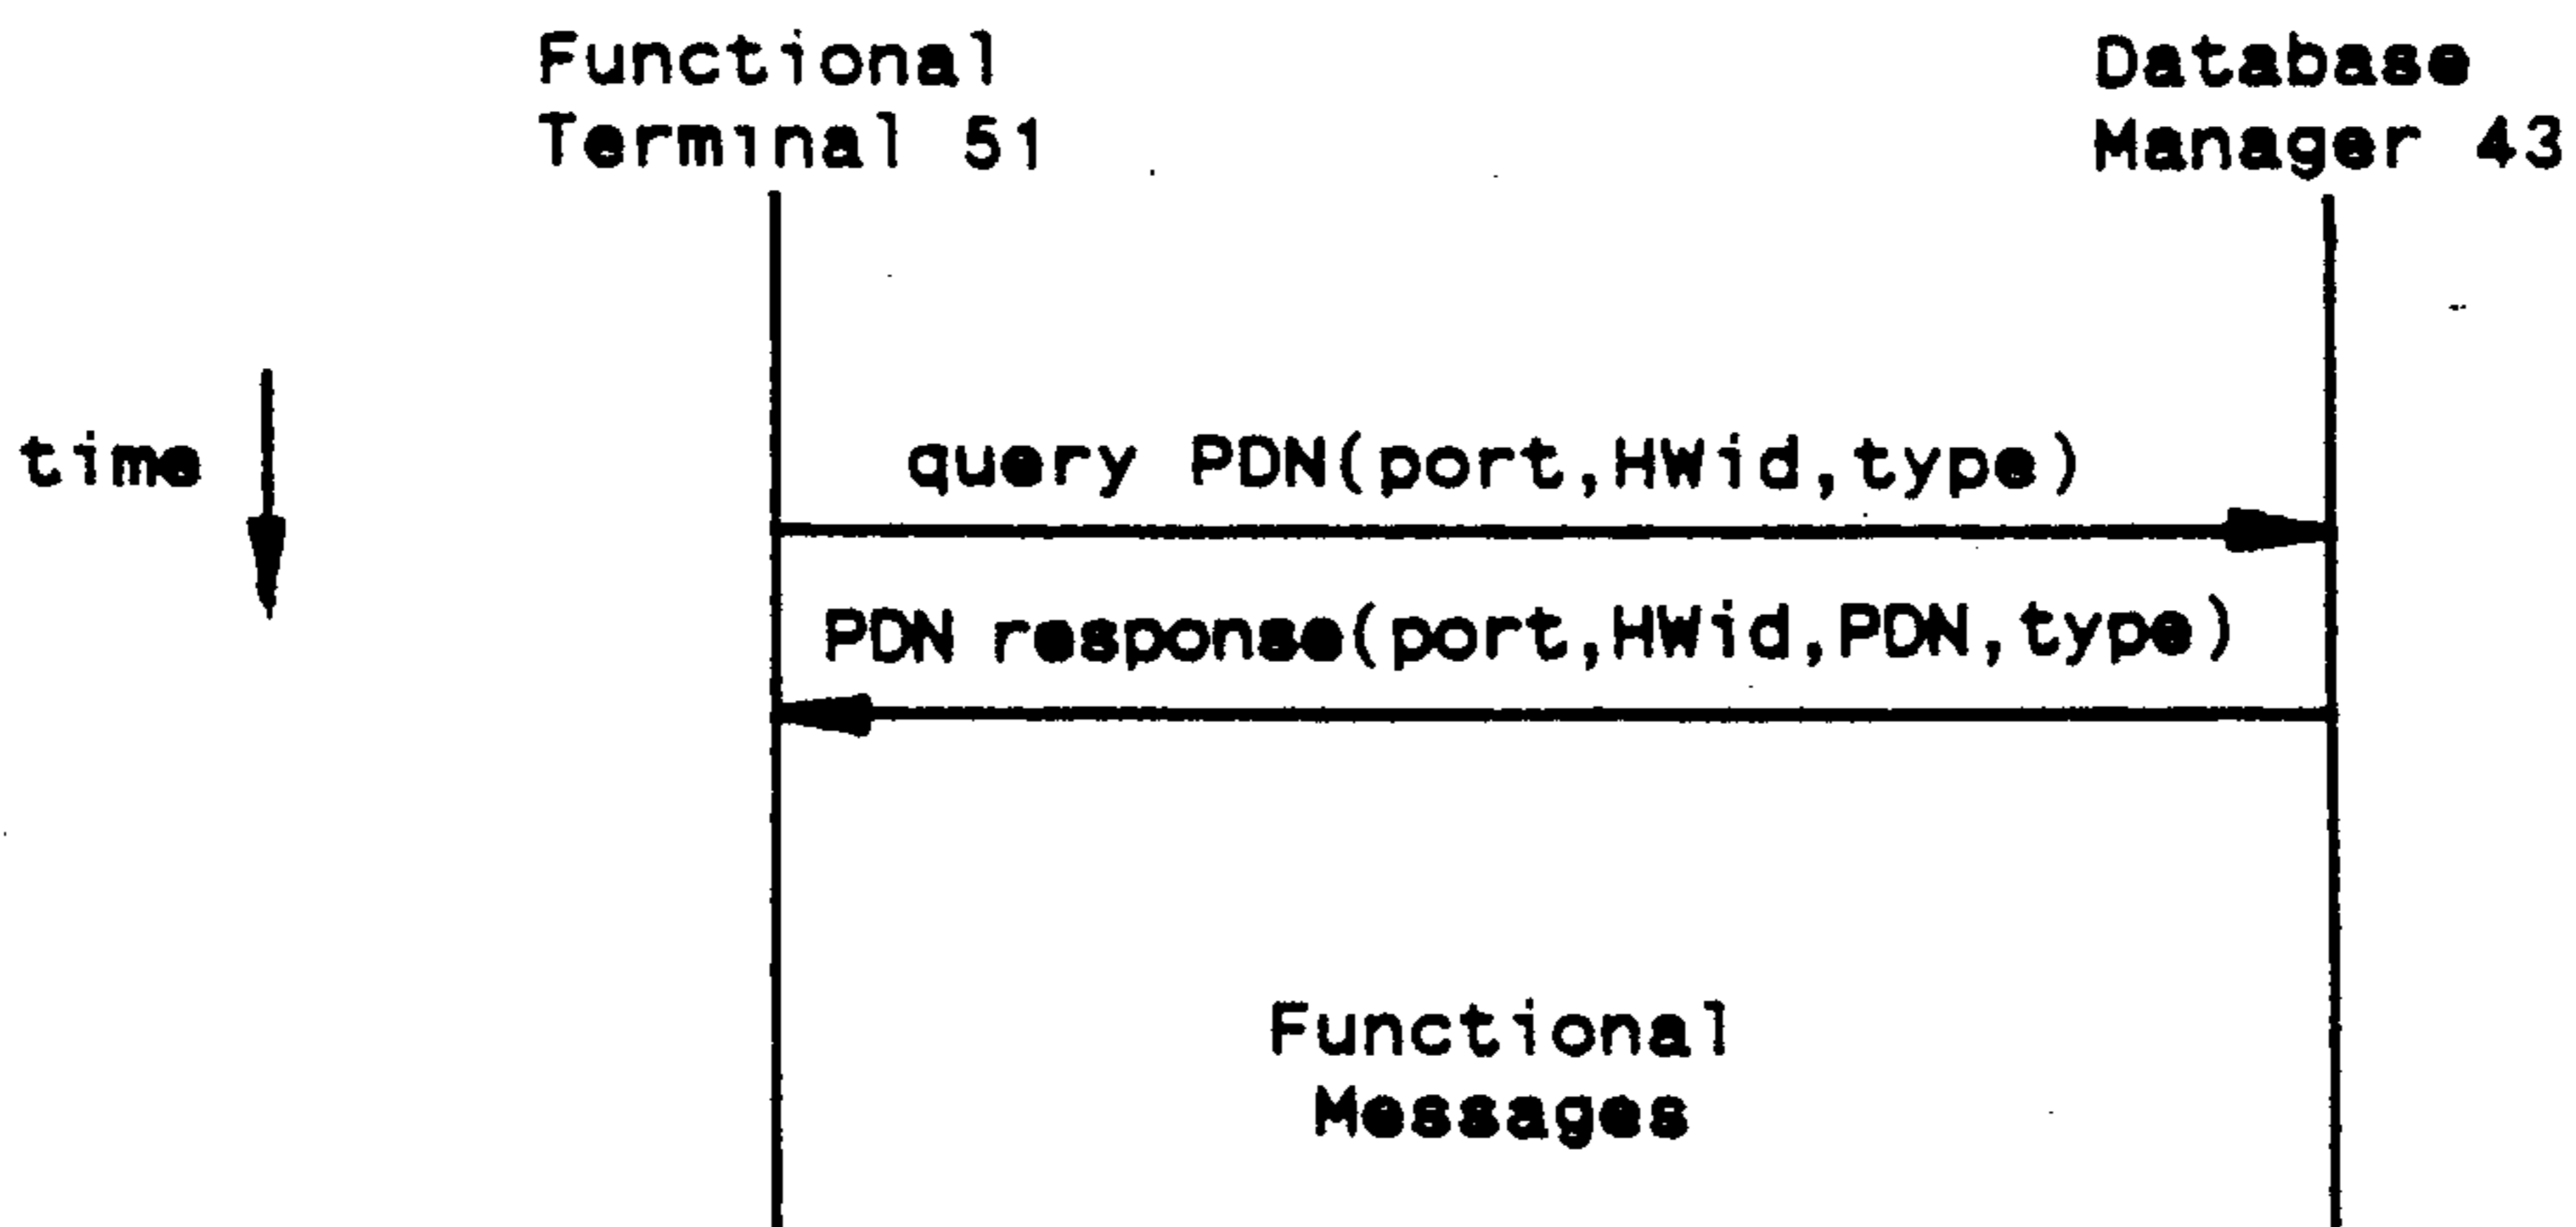 Functional
Terminal 51
Database
Manager 43
time
query PDN(port,HWid,type)
PDN response(port,HWid,PDN,type)
Functional
Messages